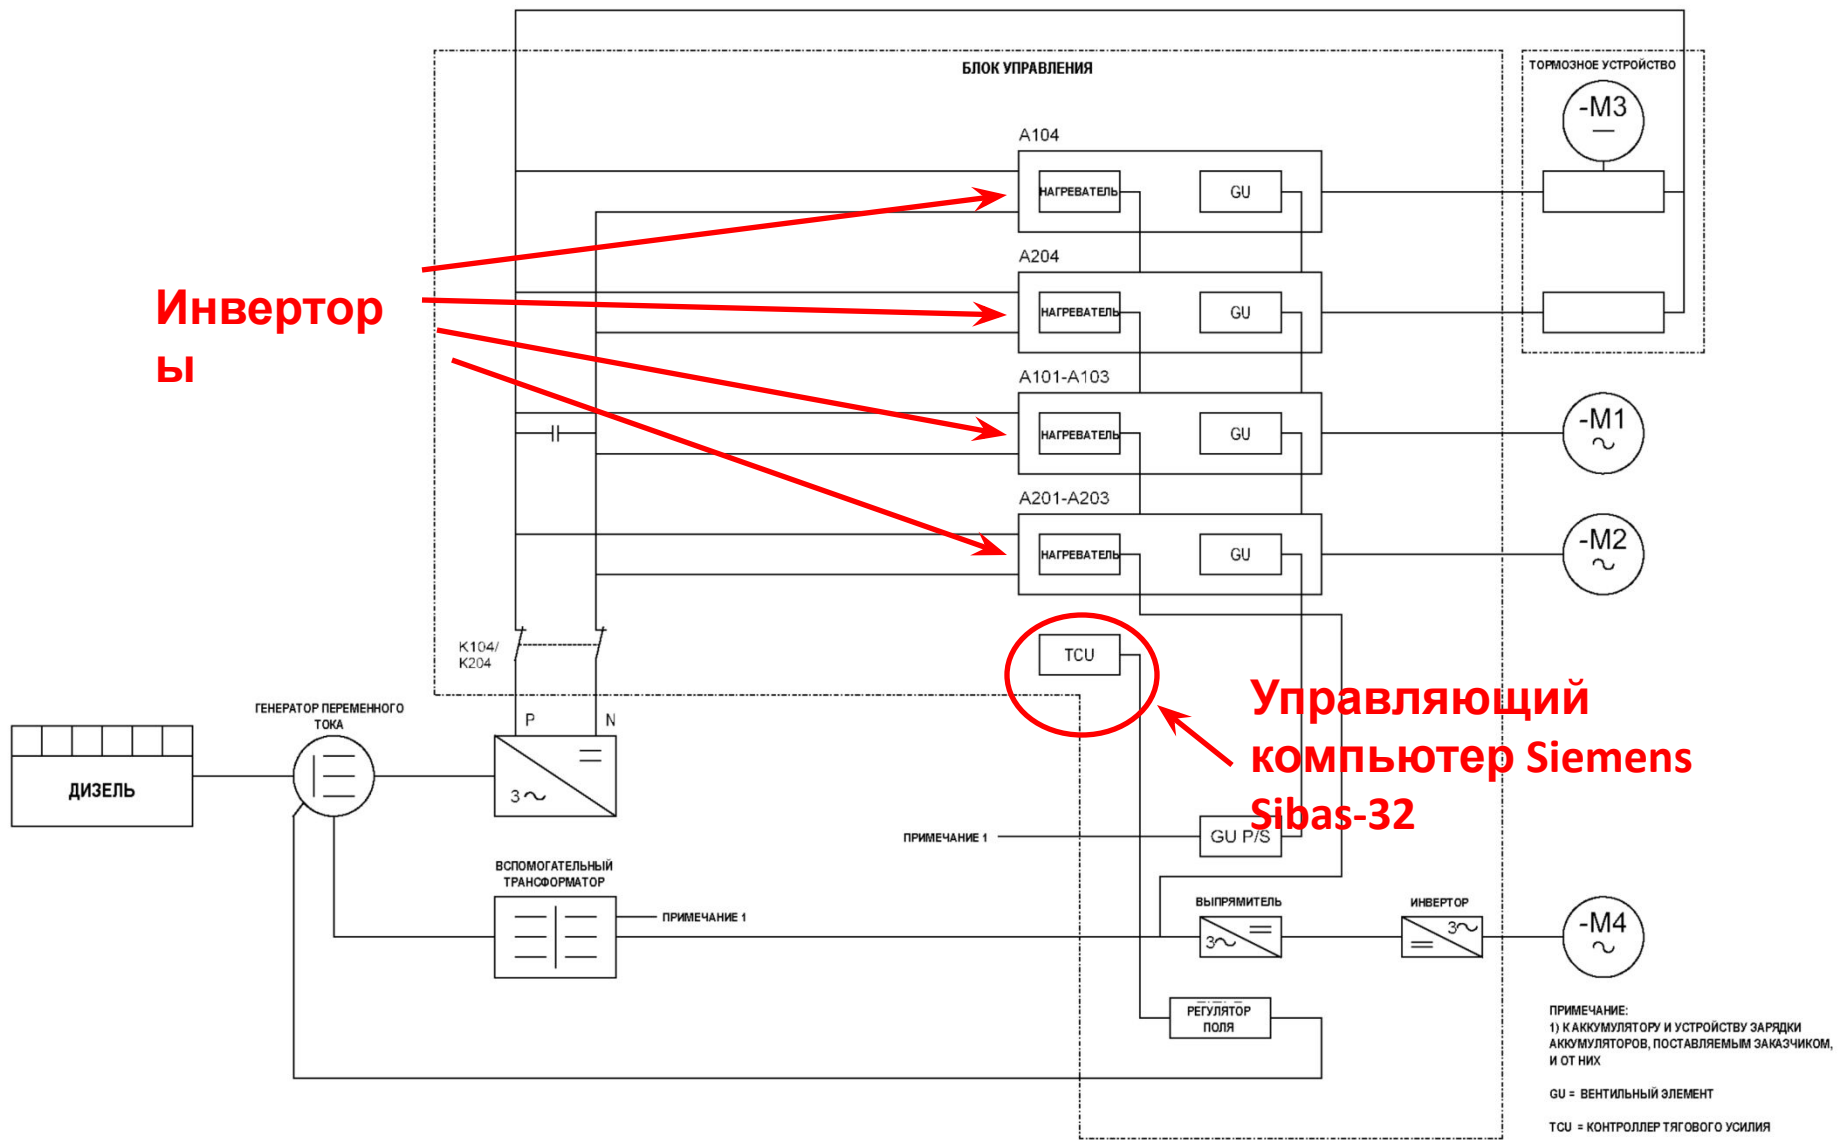 БЛОК УПРАВЛЕНИЯ
ТОРМОЗНОЕ УСТРОЙСТВО
-M3
A104
НАГРЕВАТЕЛЬ
GU
A204
НАГРЕВАТЕЛЬ
GU
Инвертор
ы
A101-A103
НАГРЕВАТЕЛЬ
GU
-M1
A201-A203
НАГРЕВАТЕЛЬ
GU
-M2
K104/
K204
TCU
Управляющий
компьютер Siemens
Sibas-32
ГЕНЕРАТОР ПЕРЕМЕННОГО
ТОКА
P
N
ДИЗЕЛЬ
3
ПРИМЕЧАНИЕ 1
GU P/S
ВСПОМОГАТЕЛЬНЫЙ
ТРАНСФОРМАТОР
ПРИМЕЧАНИЕ 1
ВЫПРЯМИТЕЛЬ
3
ИНВЕРТОР
3
-M4
РЕГУЛЯТОР
ПОЛЯ
ПРИМЕЧАНИЕ:
1) К АККУМУЛЯТОРУ И УСТРОЙСТВУ ЗАРЯДКИ
АККУМУЛЯТОРОВ, ПОСТАВЛЯЕМЫМ ЗАКАЗЧИКОМ,
И ОТ НИХ
GU = ВЕНТИЛЬНЫЙ ЭЛЕМЕНТ
TCU = КОНТРОЛЛЕР ТЯГОВОГО УСИЛИЯ